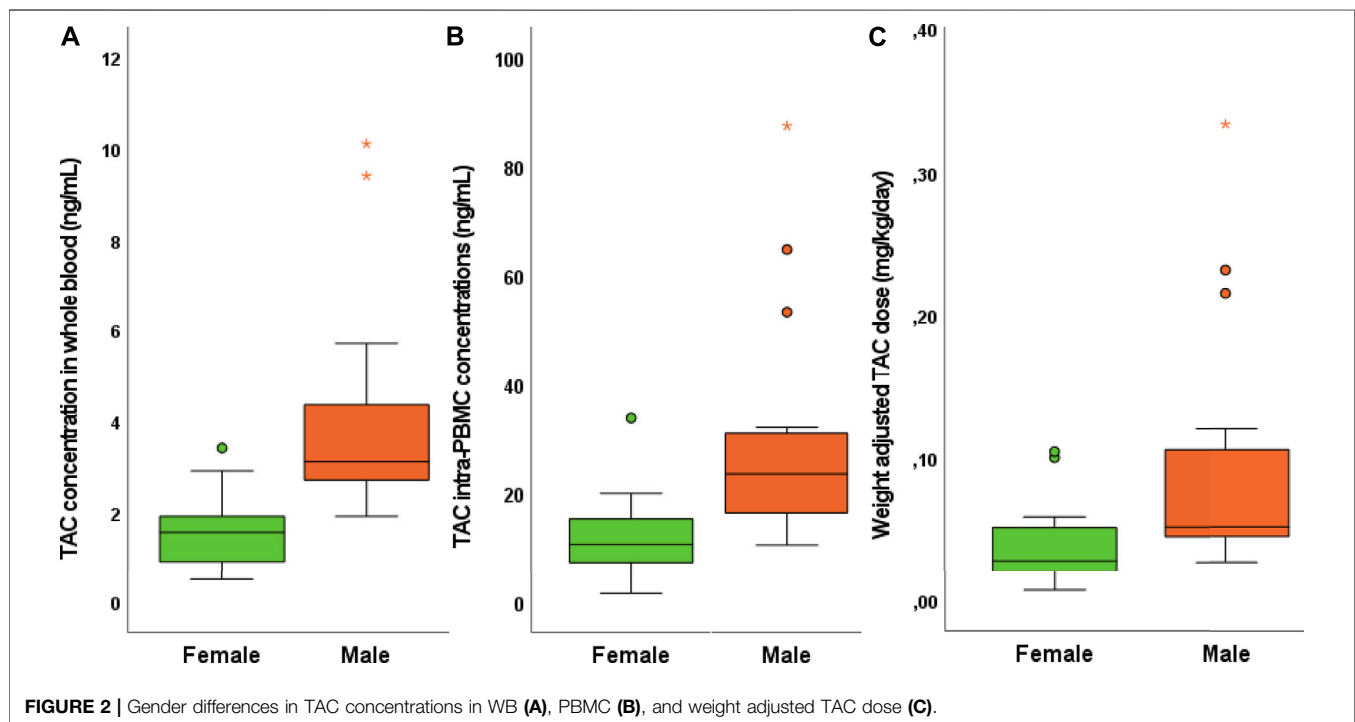 A
TAC concentration in whole blood (ng/mL)
12
10
8
6
4
2
0
Female Male
B
TAC intra-PBMC concentrations (ng/mL)
100
80
60
40
20
0
Female Male
C
Weight adjusted TAC dose (mg/kg/day)
,40
,30
,20
,10
,00
Female Male
FIGURE 2 | Gender differences in TAC concentrations in WB (A), PBMC (B), and weight adjusted TAC dose (C).